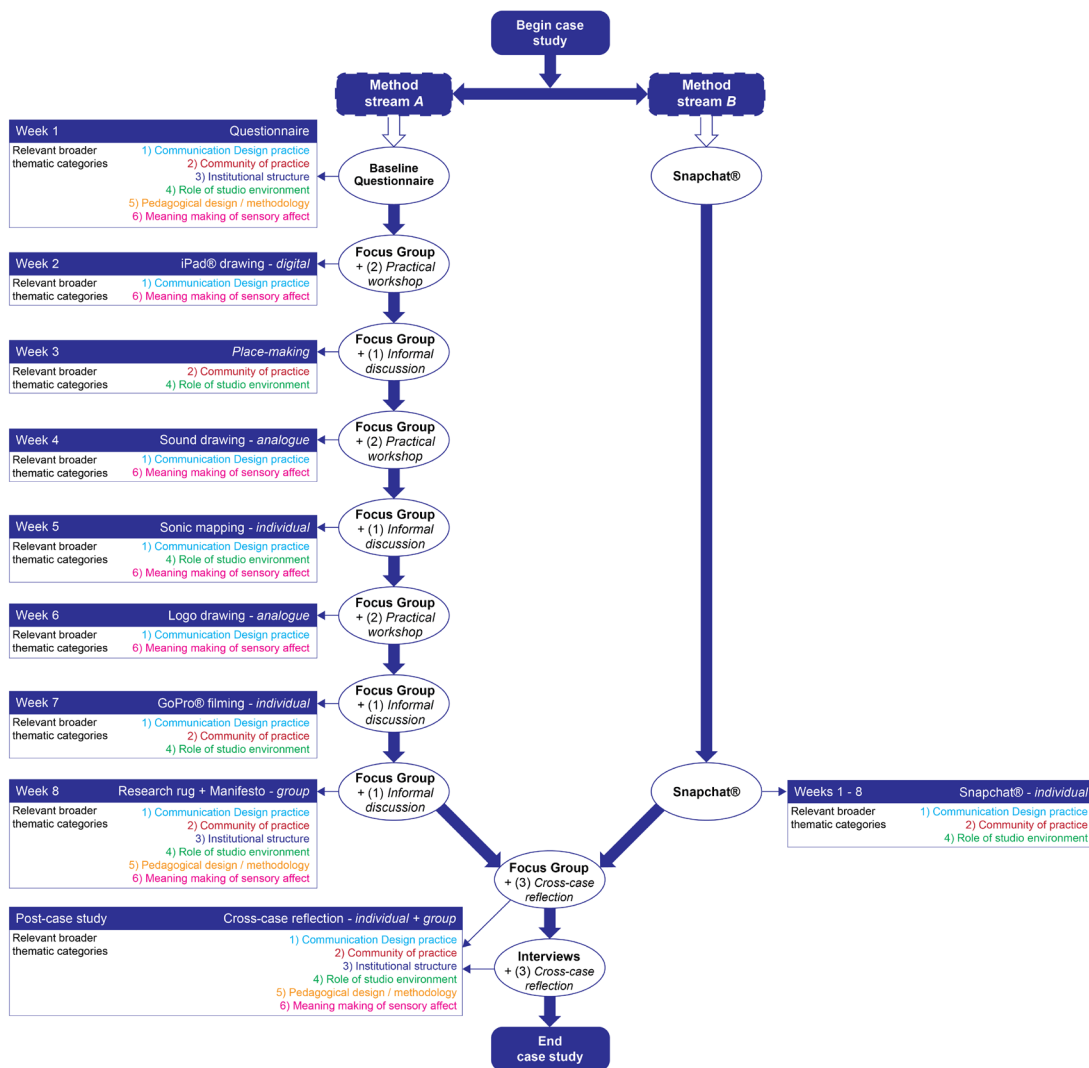 Begin case
study
Method
stream A
Method
stream B
Week 1 Questionnaire
Relevant broader
thematic categories
1) Communication Design practice
2) Community of practice
3) Institutional structure
4) Role of studio environment
5) Pedagogical design / methodology
6) Meaning making of sensory affect
Baseline
Questionnaire
Snapchat®
Week 2 iPad® drawing - digital
Relevant broader
thematic categories
1) Communication Design practice
6) Meaning making of sensory affect
Focus Group
+ (2) Practical
workshop
Week 3 Place-making
Relevant broader
thematic categories
2) Community of practice
4) Role of studio environment
Focus Group
+ (1) Informal
discussion
Week 4 Sound drawing - analogue
Relevant broader
thematic categories
1) Communication Design practice
6) Meaning making of sensory affect
Focus Group
+ (2) Practical
workshop
Week 5 Sonic mapping - individual
Relevant broader
thematic categories
1) Communication Design practice
4) Role of studio environment
6) Meaning making of sensory affect
Focus Group
+ (1) Informal
discussion
Week 6 Logo drawing - analogue
Relevant broader
thematic categories
1) Communication Design practice
6) Meaning making of sensory affect
Focus Group
+ (2) Practical
workshop
Week 7 GoPro® filming - individual
Relevant broader
thematic categories
1) Communication Design practice
2) Community of practice
4) Role of studio environment
Focus Group
+ (1) Informal
discussion
Week 8 Research rug + Manifesto - group
Relevant broader
thematic categories
1) Communication Design practice
2) Community of practice
3) Institutional structure
4) Role of studio environment
5) Pedagogical design / methodology
6) Meaning making of sensory affect
Focus Group
+ (1) Informal
discussion
Snapchat®
Weeks 1 - 8 Snapchat® - individual
Relevant broader
thematic categories
1) Communication Design practice
2) Community of practice
4) Role of studio environment
Focus Group
+ (3) Cross-case
reflection
Post-case study Cross-case reflection - individual + group
Relevant broader
thematic categories
1) Communication Design practice
2) Community of practice
3) Institutional structure
4) Role of studio environment
5) Pedagogical design / methodology
6) Meaning making of sensory affect
Interviews
+ (3) Cross-case
reflection
End
case study